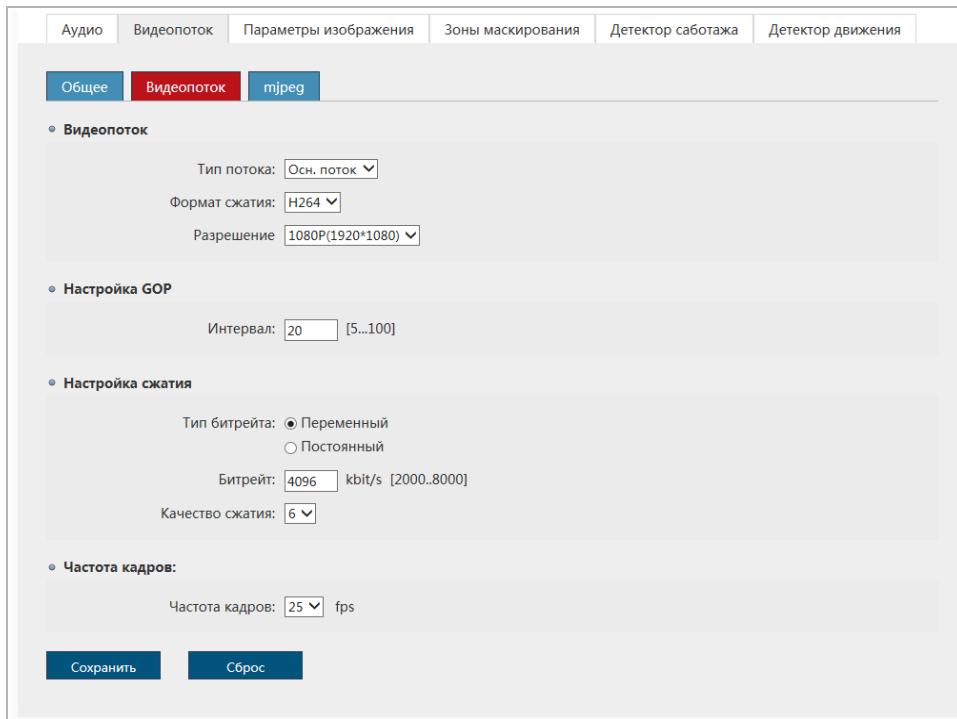 Аудио Видеопоток Параметры изображения Зоны маскирования Детектор саботажа Детектор движения
Общее Видеопоток mjpeg
Видеопоток
Тип потока: Осн. поток
Формат сжатия: H264
Разрешение 1080P(1920*1080)
Настройка GOP
Интервал: 20 [5...100]
Настройка сжатия
Тип битрейта: Переменный
Постоянный
Битрейт: 4096 kbit/s [2000..8000]
Качество сжатия: 6
Частота кадров:
Частота кадров: 25 fps
Сохранить Сброс